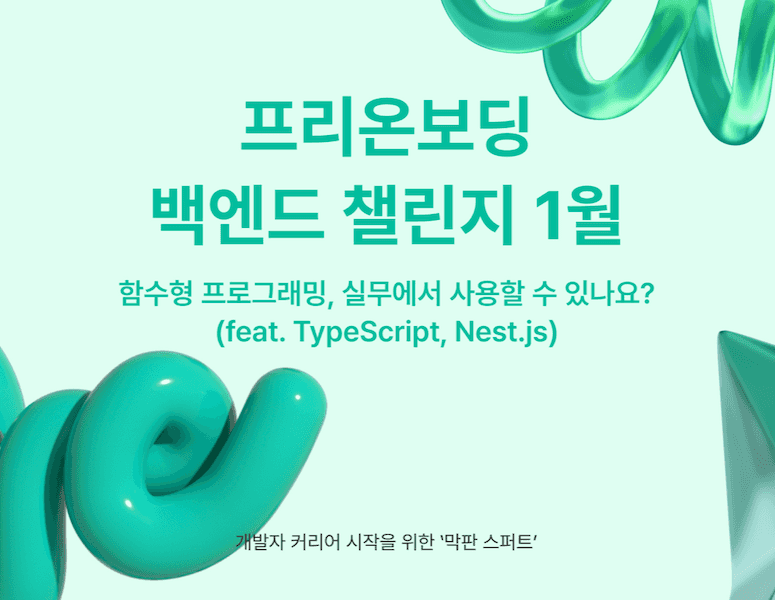 프리온보딩
백엔드 챌린지 1월
함수형 프로그래밍, 실무에서 사용할 수 있나요?
(feat. TypeScript, Nest.js)
개발자 커리어 시작을 위한 ‘막판 스퍼트’